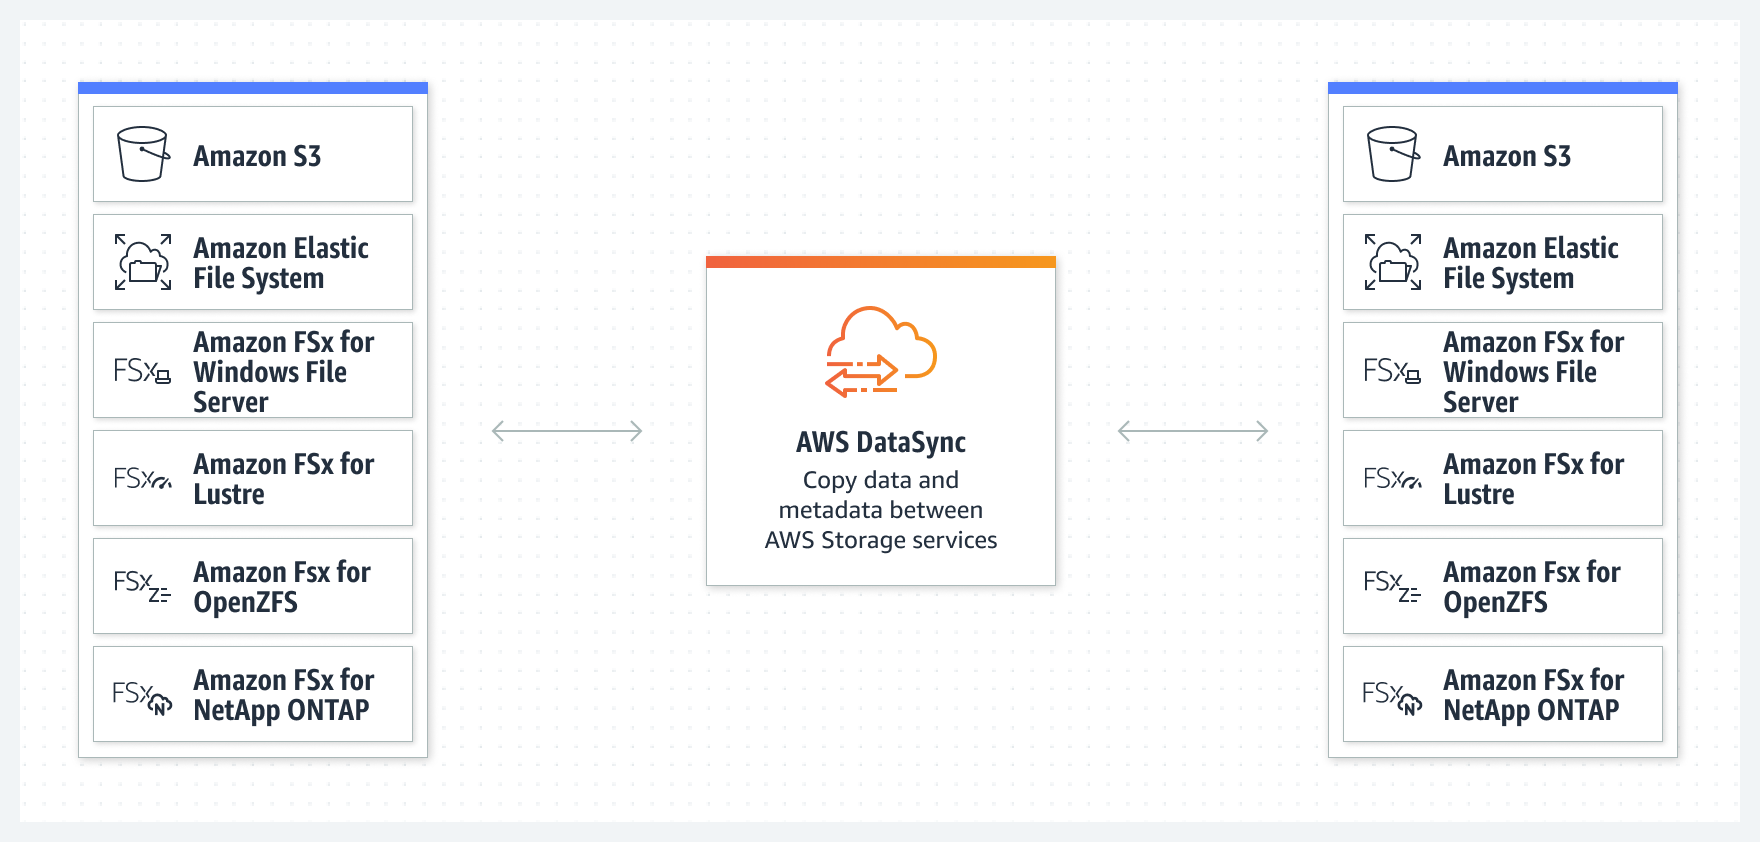 Amazon S3
Amazon Elastic
File System
FSx
Amazon FSx for
Windows File
Server
FSx
Amazon FSx for
Lustre
FSx
Z
Amazon Fsx for
OpenZFS
FSx
N
Amazon FSx for
NetApp ONTAP
AWS DataSync
Copy data and
metadata between
AWS Storage services
Amazon S3
Amazon Elastic
File System
FSx
Amazon FSx for
Windows File
Server
FSx
Amazon FSx for
Lustre
FSx
Z
Amazon Fsx for
OpenZFS
FSx
N
Amazon FSx for
NetApp ONTAP